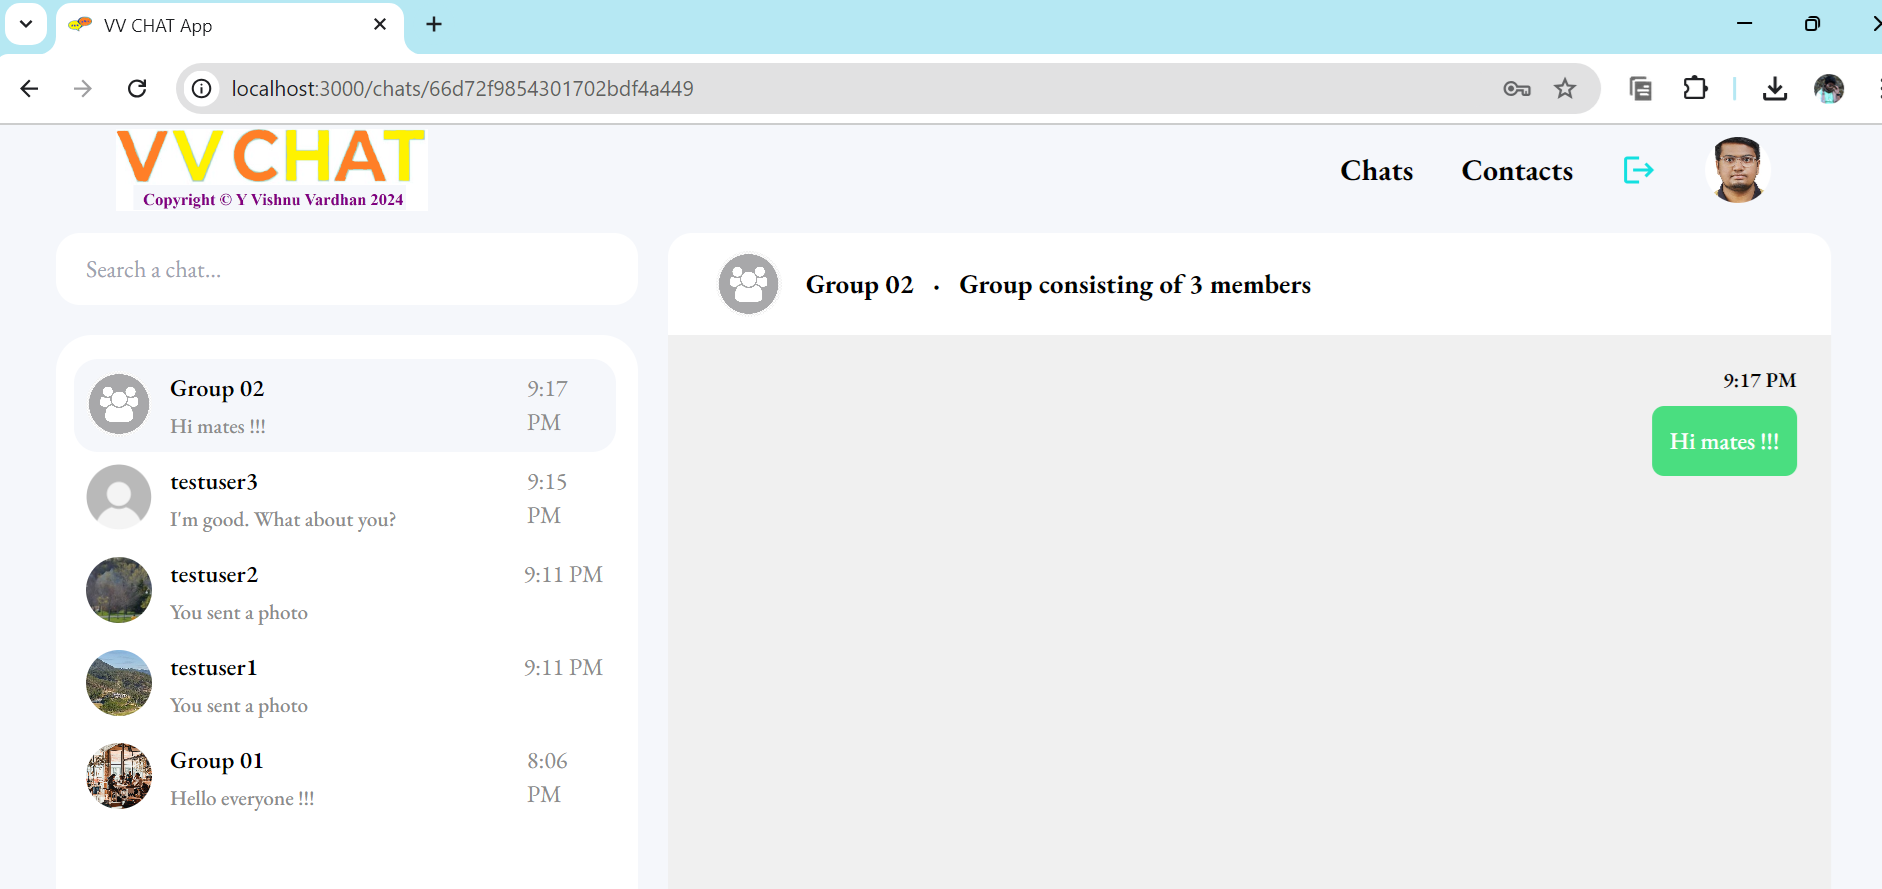 VV CHAT App
localhost:3000/chats/66d72f9854301702bdf4a449
VVCHAT
Copyright © Y Vishnu Vardhan 2024
Chats
Contacts
Search a chat...
Group 02 · Group consisting of 3 members
Group 02
9:17
PM
Hi mates !!!
testuser3
9:15
PM
I'm good. What about you?
testuser2
9:11 PM
You sent a photo
testuser1
9:11 PM
You sent a photo
Group 01
8:06
PM
Hello everyone !!!
9:17 PM
Hi mates !!!